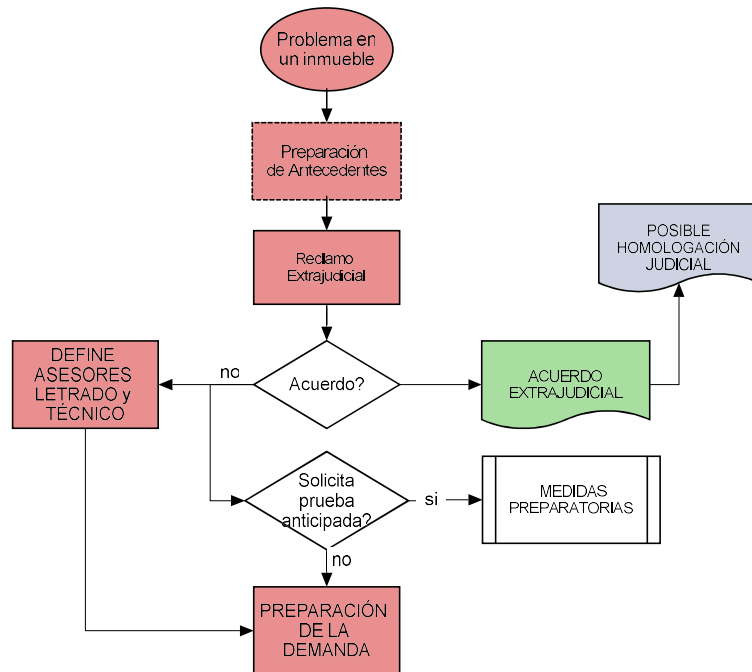 Problema en
un inmueble
Preparación
de Antecedentes
Reclamo
Extrajudicial
POSIBLE
HOMOLOGACIÓN
JUDICIAL
DEFINE
ASESORES
LETRADO y
TÉCNICO
no
Acuerdo?
ACUERDO
EXTRAJUDICIAL
Solicita
prueba
anticipada?
si
MEDIDAS
PREPARATORIAS
no
PREPARACIÓN
DE LA
DEMANDA